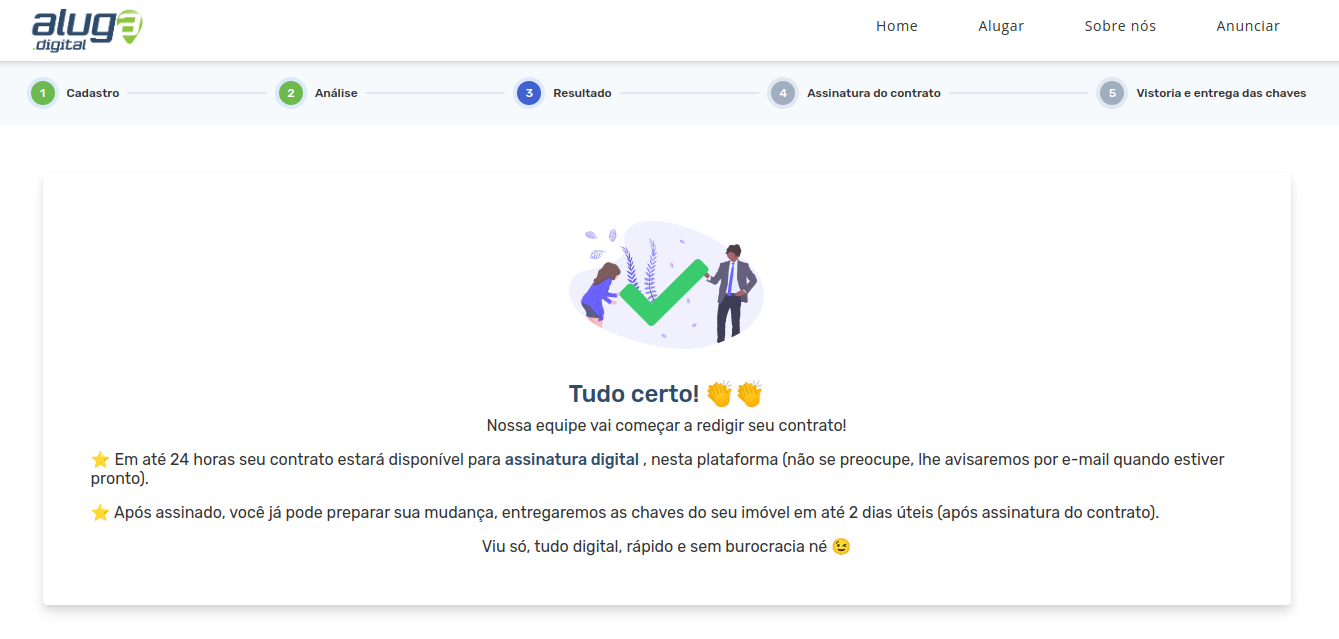 aluga
.digital
Home Alugar Sobre nós Anunciar
1 Cadastro 2 Análise 3 Resultado 4 Assinatura do contrato 5 Vistoria e entrega das chaves
Tudo certo! 👏👏
Nossa equipe vai começar a redigir seu contrato!
⭐ Em até 24 horas seu contrato estará disponível para assinatura digital , nesta plataforma (não se preocupe, lhe avisaremos por e-mail quando estiver
pronto).
⭐ Após assinado, você já pode preparar sua mudança, entregaremos as chaves do seu imóvel em até 2 dias úteis (após assinatura do contrato).
Viu só, tudo digital, rápido e sem burocracia né 😉